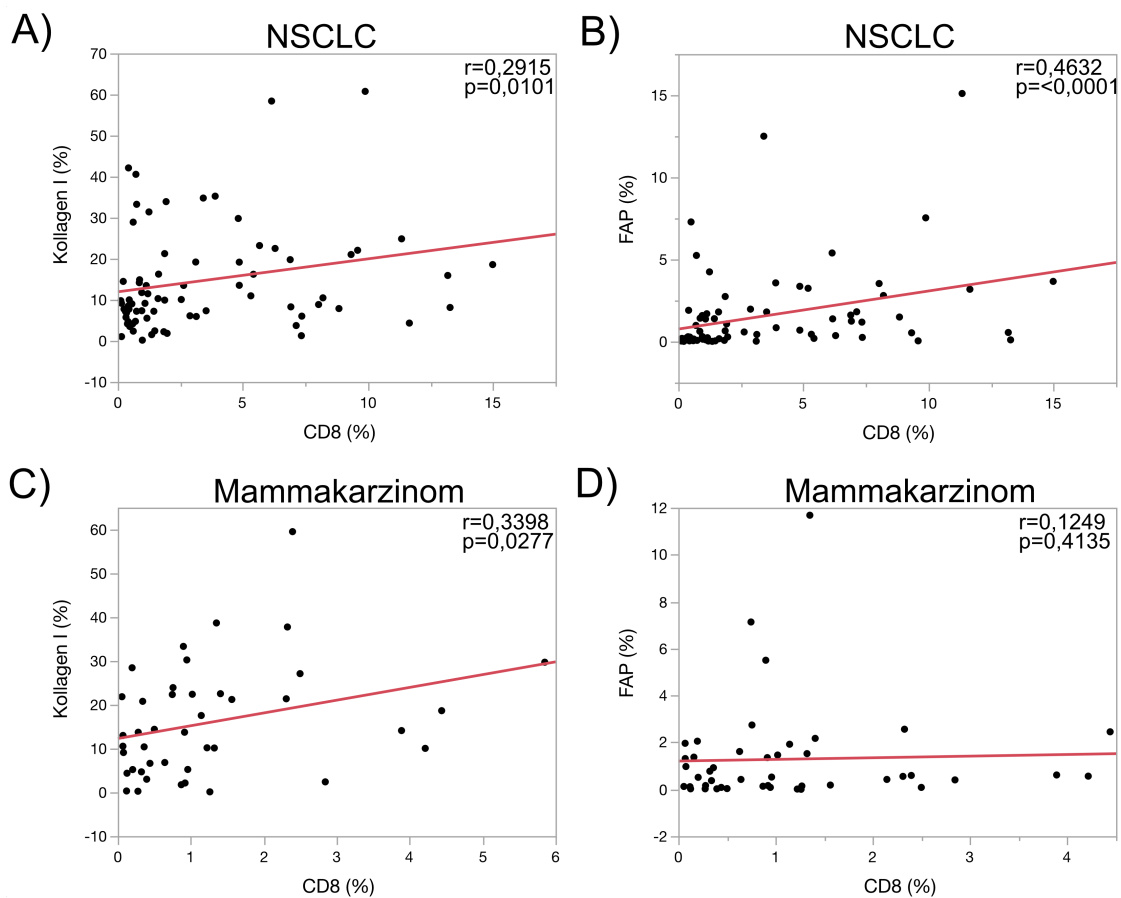 A)
NSCLC
r=0,2915
p=0,0101
Kollagen I (%)
70
60
50
40
30
20
10
0
-10
0 5 10 15
CD8 (%)
B)
NSCLC
r=0,4632
p=<0,0001
FAP (%)
15
10
5
0
0 5 10 15
CD8 (%)
C)
Mammakarzinom
r=0,3398
p=0,0277
Kollagen I (%)
60
50
40
30
20
10
0
-10
0 1 2 3 4 5 6
CD8 (%)
D)
Mammakarzinom
r=0,1249
p=0,4135
FAP (%)
12
10
8
6
4
2
0
-2
0 1 2 3 4
CD8 (%)